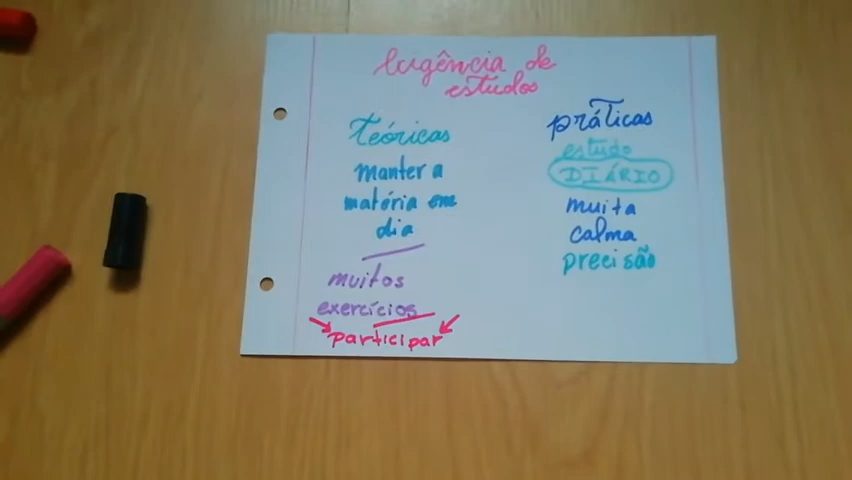 Exigência de
estudos
teóricas
manter a
matéria em
dia
muitos
exercícios
participar
práticas
estudo
DIÁRIO
muita
calma
precisão